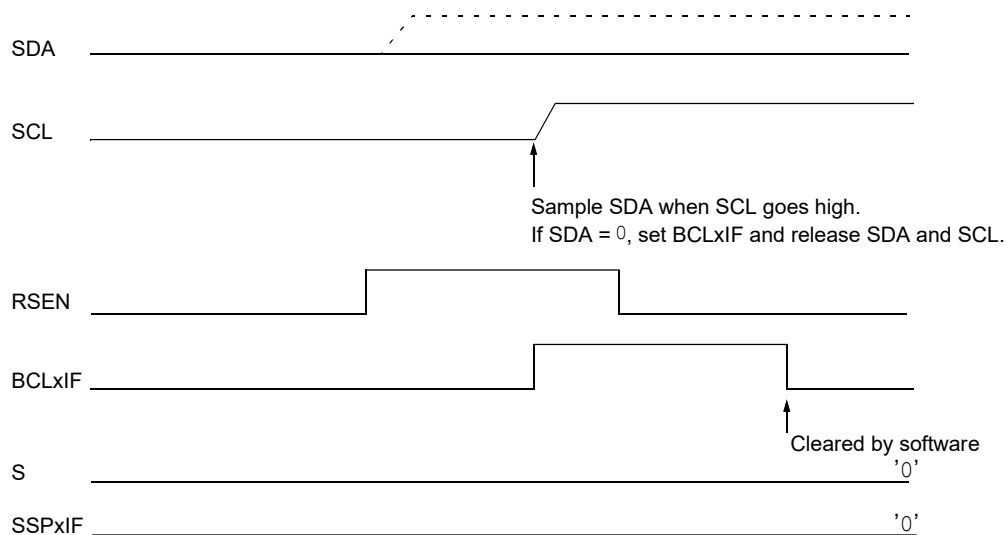 SDA
SCL
Sample SDA when SCL goes high.
If SDA = 0, set BCLxIF and release SDA and SCL.
RSEN
BCLxIF
Cleared by software
S
'0'
SSPxIF
'0'